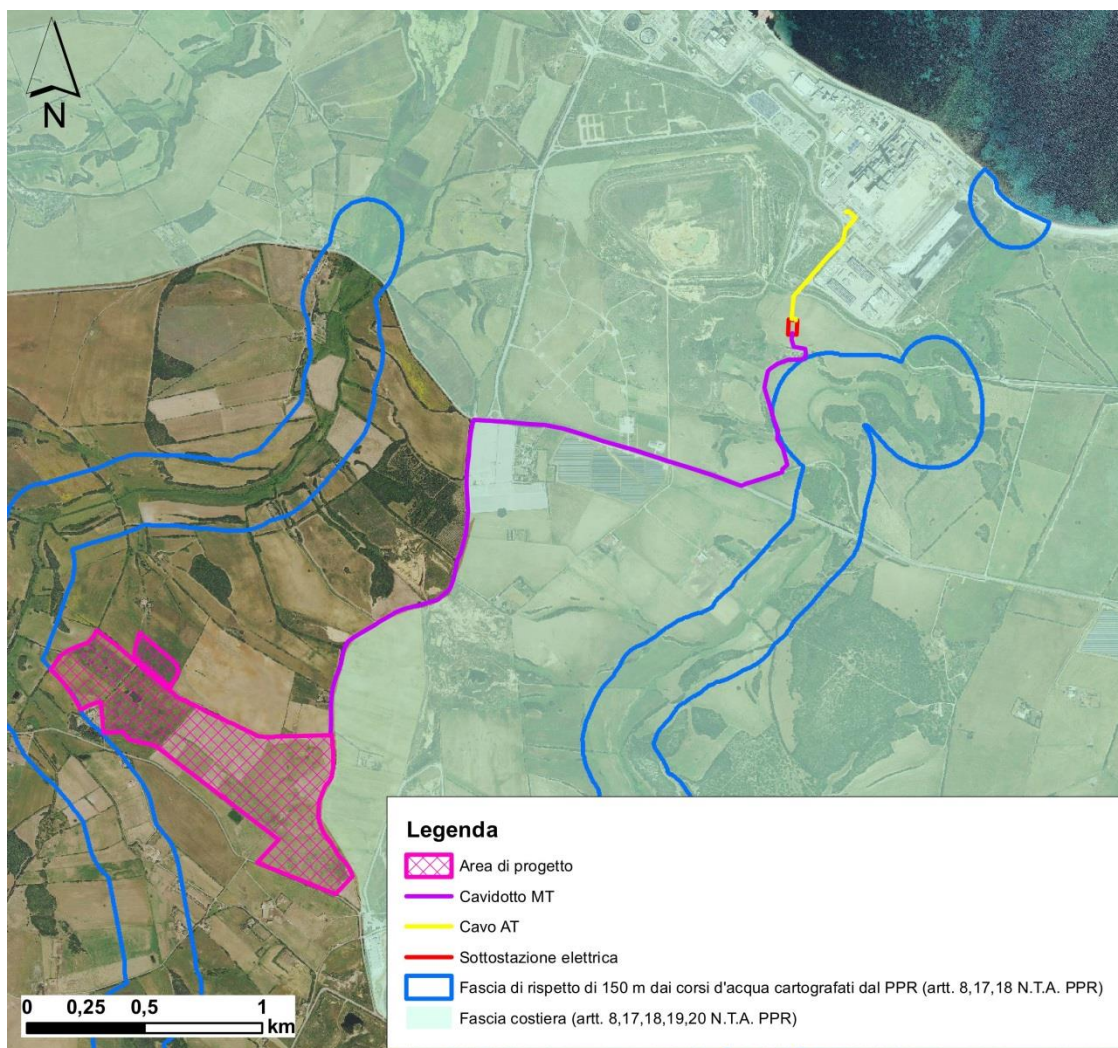 N
Legenda
Area di progetto
Cavidotto MT
Cavo AT
Sottostazione elettrica
Fascia di rispetto di 150 m dai corsi d'acqua cartografati dal PPR (artt. 8,17,18 N.T.A. PPR)
Fascia costiera (artt. 8,17,18,19,20 N.T.A. PPR)
0 0,25 0,5 1
km